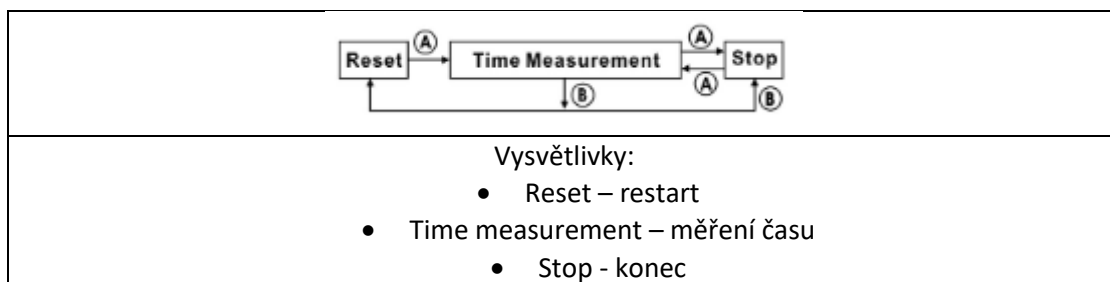 Reset Ⓐ Time Measurement Ⓐ Ⓐ Stop
Ⓑ Ⓑ
Vysvětlivky:
• Reset – restart
• Time measurement – měření času
• Stop - konec